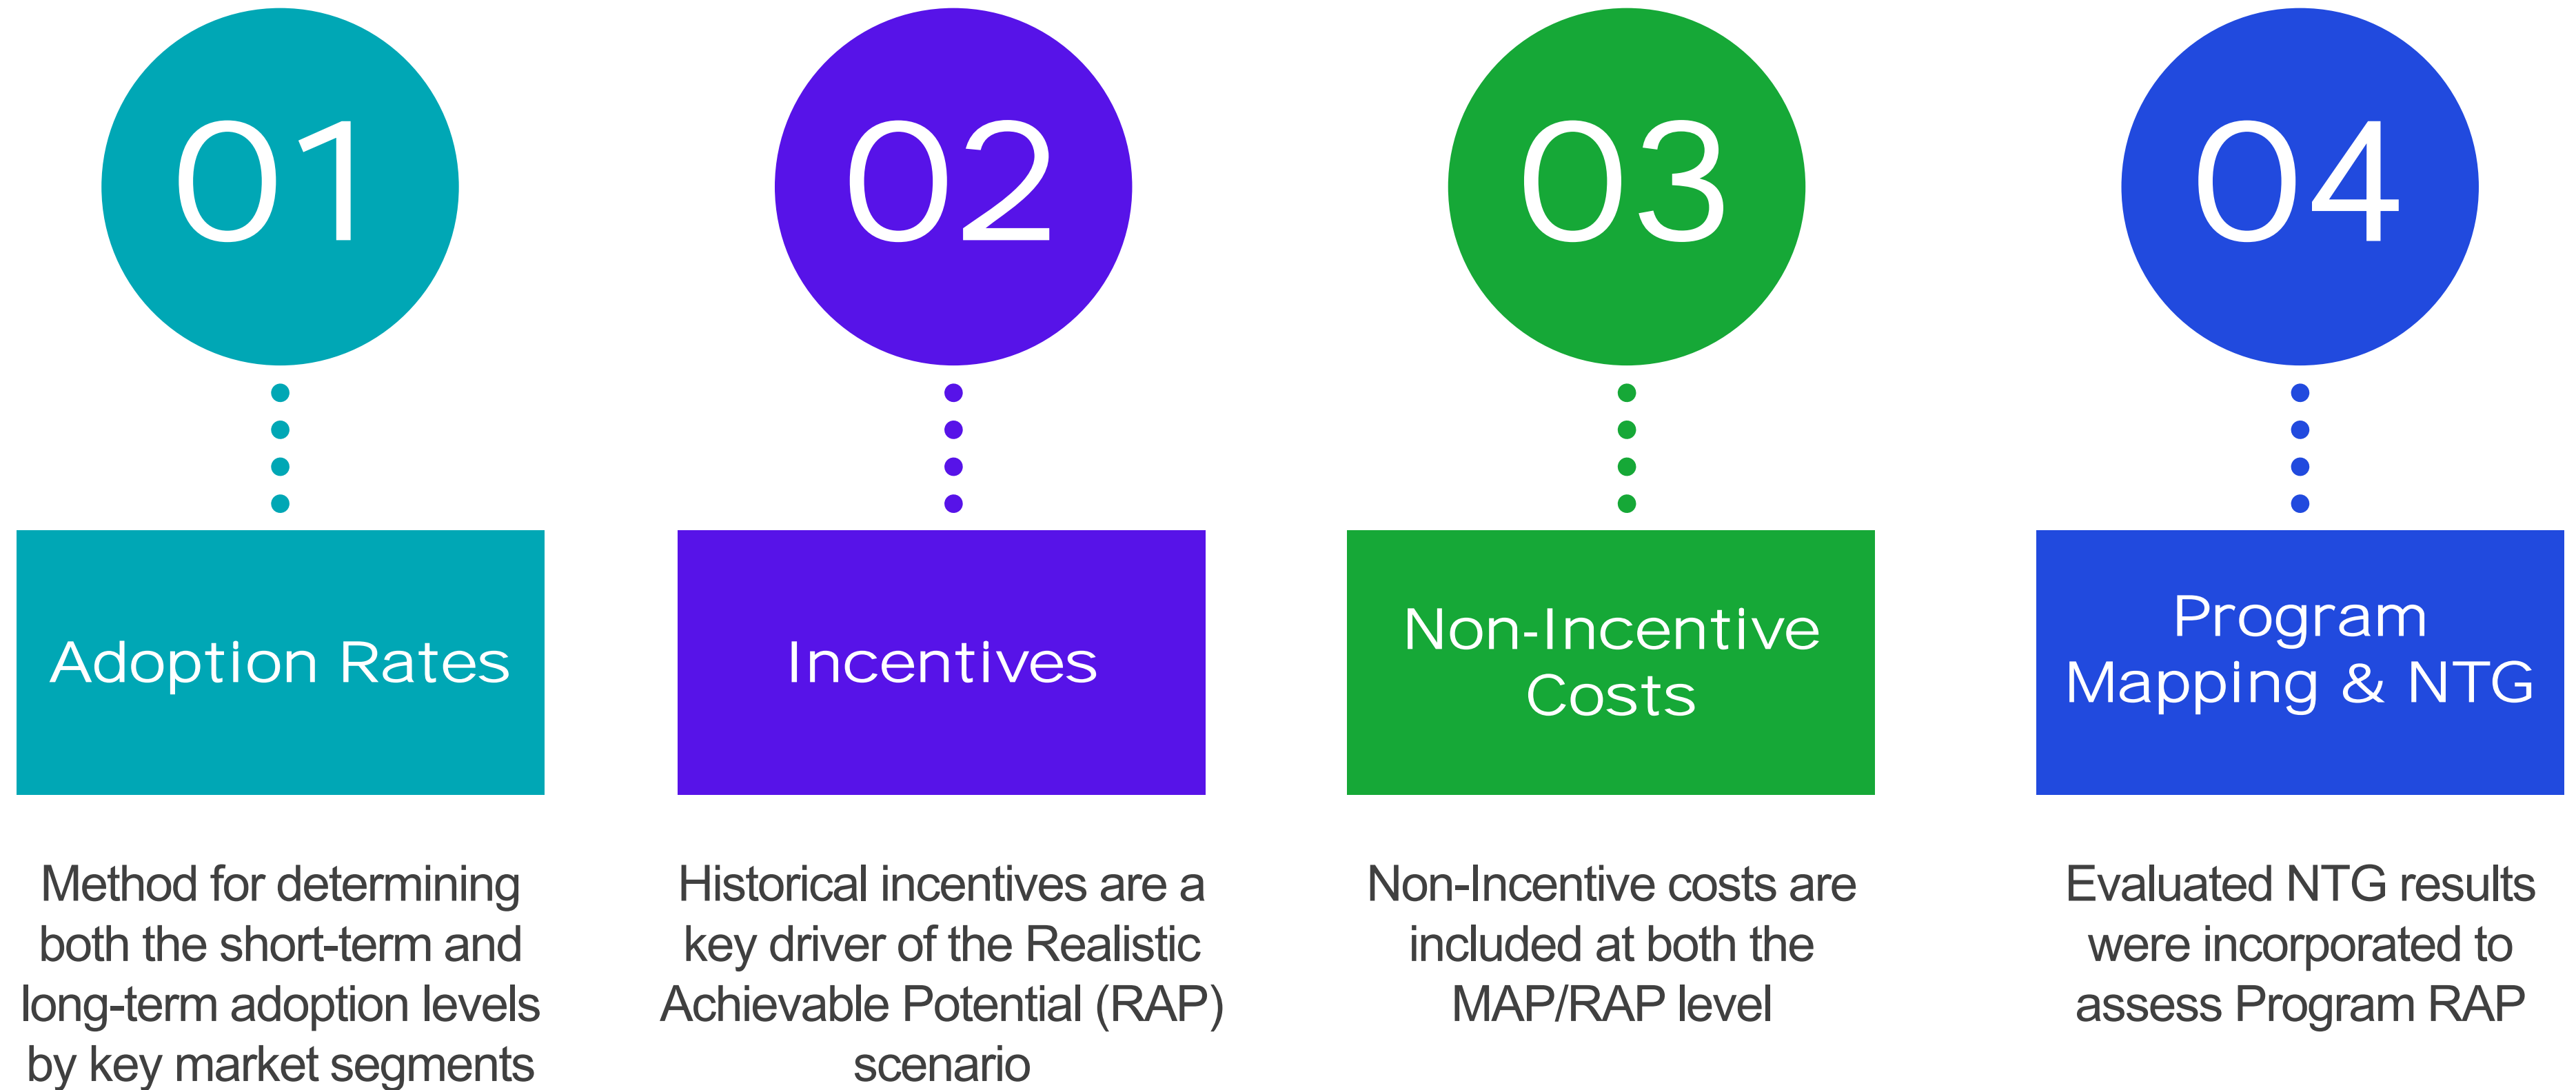 01
Adoption Rates
Method for determining
both the short-term and
long-term adoption levels
by key market segments
02
Incentives
Historical incentives are a
key driver of the Realistic
Achievable Potential (RAP)
scenario
03
Non-Incentive
Costs
Non-Incentive costs are
included at both the
MAP/RAP level
04
Program
Mapping & NTG
Evaluated NTG results
were incorporated to
assess Program RAP